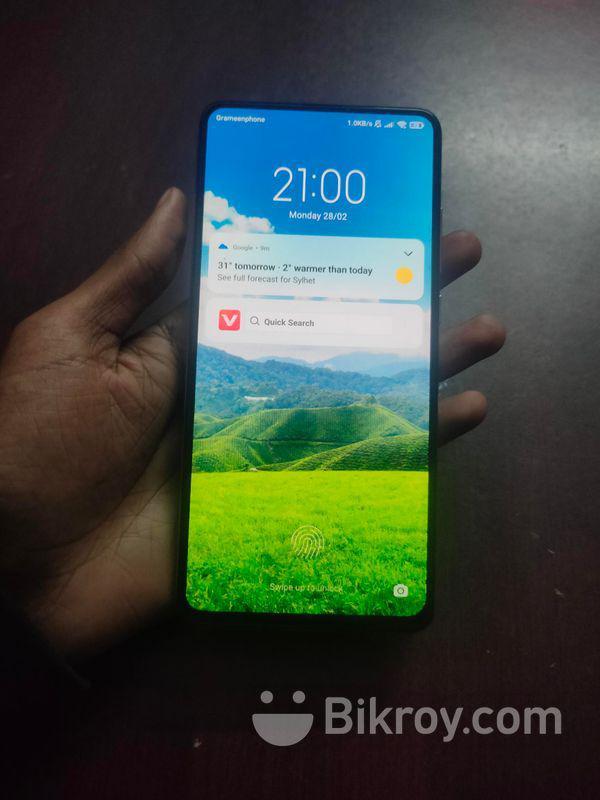 Grameenphone
1.0KB/s
21:00
Monday 28/02
Google • 9m
31° tomorrow · 2° warmer than today
See full forecast for Sylhet
Quick Search
Swipe up to unlock
Bikroy.com